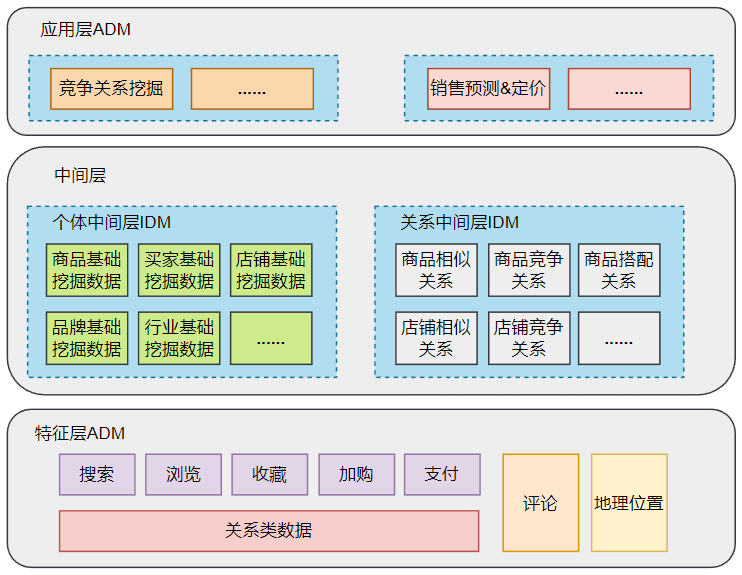 应用层ADM
竞争关系挖掘
......
销售预测&定价
......
中间层
个体中间层IDM
商品基础
挖掘数据
买家基础
挖掘数据
店铺基础
挖掘数据
品牌基础
挖掘数据
行业基础
挖掘数据
......
关系中间层IDM
商品相似
关系
商品竞争
关系
商品搭配
关系
店铺相似
关系
店铺竞争
关系
......
特征层ADM
搜索
浏览
收藏
加购
支付
关系类数据
评论
地理位置